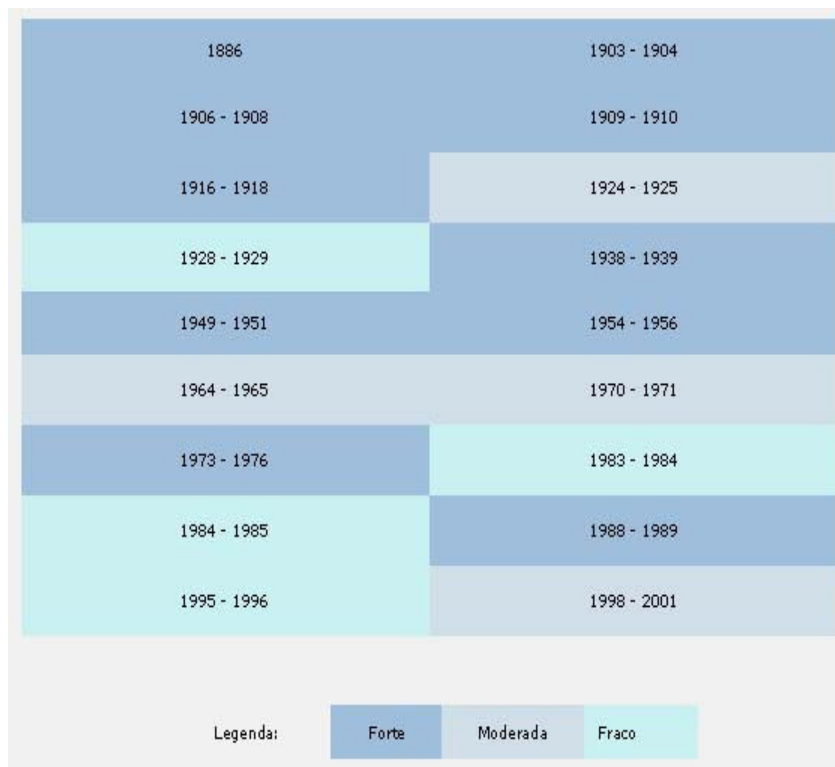 1886 1903 - 1904
1906 - 1908 1909 - 1910
1916 - 1918 1924 - 1925
1928 - 1929 1938 - 1939
1949 - 1951 1954 - 1956
1964 - 1965 1970 - 1971
1973 - 1976 1983 - 1984
1984 - 1985 1988 - 1989
1995 - 1996 1998 - 2001
Legenda: Forte Moderada Fraco